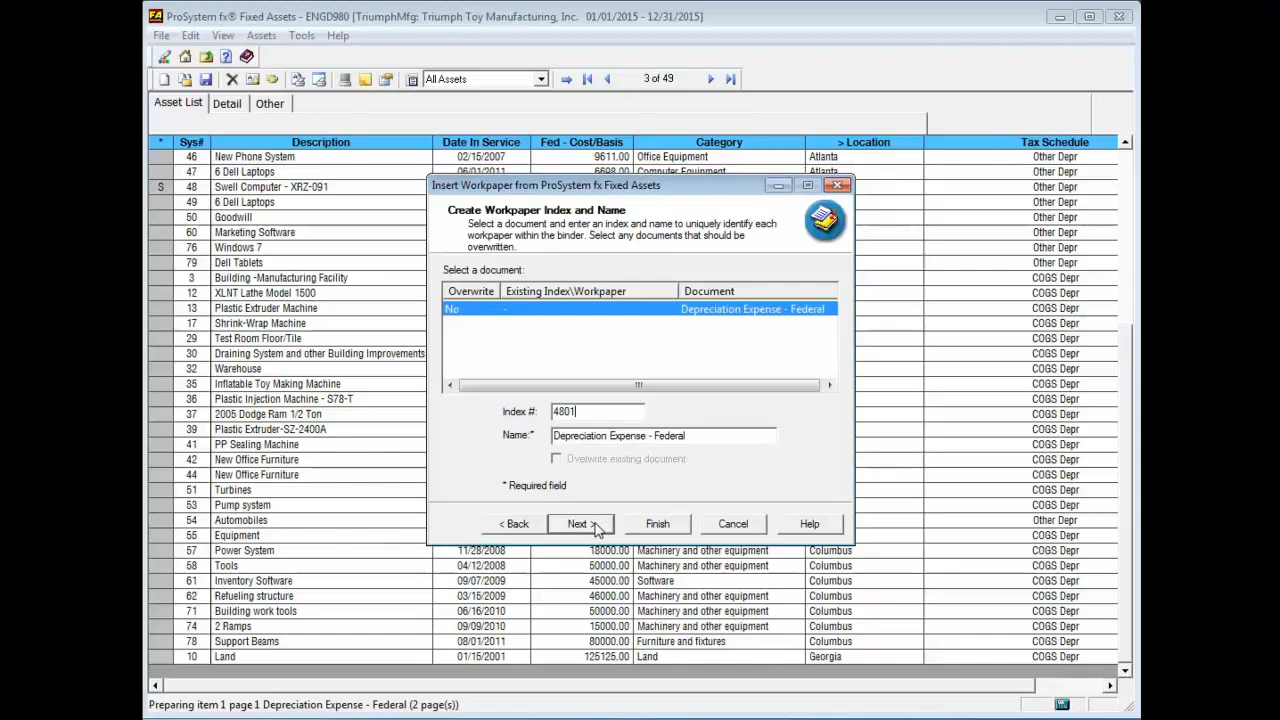 ProSystem fx® Fixed Assets - ENGD980 [TriumphMfg: Triumph Toy Manufacturing, Inc. 01/01/2015 - 12/31/2015]
File Edit View Assets Tools Help
All Assets 3 of 49
Asset List Detail Other
* Sys# Description Date In Service Fed - Cost/Basis Category > Location Tax Schedule
46 New Phone System 02/15/2007 9611.00 Office Equipment Atlanta Other Depr
47 6 Dell Laptops 06/01/2011 6698.00 Computer Equipment Atlanta Other Depr
S 48 Swell Computer - XRZ-091 Other Depr
49 6 Dell Laptops Other Depr
50 Goodwill Other Depr
60 Marketing Software Other Depr
76 Windows 7 Other Depr
79 Dell Tablets Other Depr
3 Building -Manufacturing Facility COGS Depr
12 XLNT Lathe Model 1500 COGS Depr
13 Plastic Extruder Machine COGS Depr
17 Shrink-Wrap Machine COGS Depr
29 Test Room Floor/Tile COGS Depr
30 Draining System and other Building Improvements COGS Depr
32 Warehouse COGS Depr
35 Inflatable Toy Making Machine COGS Depr
36 Plastic Injection Machine - S78-T COGS Depr
37 2005 Dodge Ram 1/2 Ton COGS Depr
39 Plastic Extruder-SZ-2400A COGS Depr
41 PP Sealing Machine COGS Depr
42 New Office Furniture COGS Depr
44 New Office Furniture COGS Depr
51 Turbines COGS Depr
53 Pump system COGS Depr
54 Automobiles Other Depr
55 Equipment COGS Depr
57 Power System 11/28/2008 18000.00 Machinery and other equipment Columbus COGS Depr
58 Tools 04/12/2008 50000.00 Machinery and other equipment Columbus COGS Depr
61 Inventory Software 09/07/2009 45000.00 Software Columbus COGS Depr
62 Refueling structure 03/15/2009 46000.00 Machinery and other equipment Columbus COGS Depr
71 Building work tools 06/16/2010 50000.00 Machinery and other equipment Columbus COGS Depr
74 2 Ramps 09/09/2010 15000.00 Machinery and other equipment Columbus COGS Depr
78 Support Beams 08/01/2011 80000.00 Furniture and fixtures Columbus COGS Depr
10 Land 01/15/2001 125125.00 Land Georgia COGS Depr
Insert Workpaper from ProSystem fx Fixed Assets
Create Workpaper Index and Name
Select a document and enter an index and name to uniquely identify each
workpaper within the binder. Select any documents that should be
overwritten.
Select a document:
Overwrite Existing Index\Workpaper Document
No - Depreciation Expense - Federal
Index #: 4801
Name:* Depreciation Expense - Federal
Overwrite existing document
* Required field
< Back Next > Finish Cancel Help
Preparing item 1 page 1 Depreciation Expense - Federal (2 page(s))